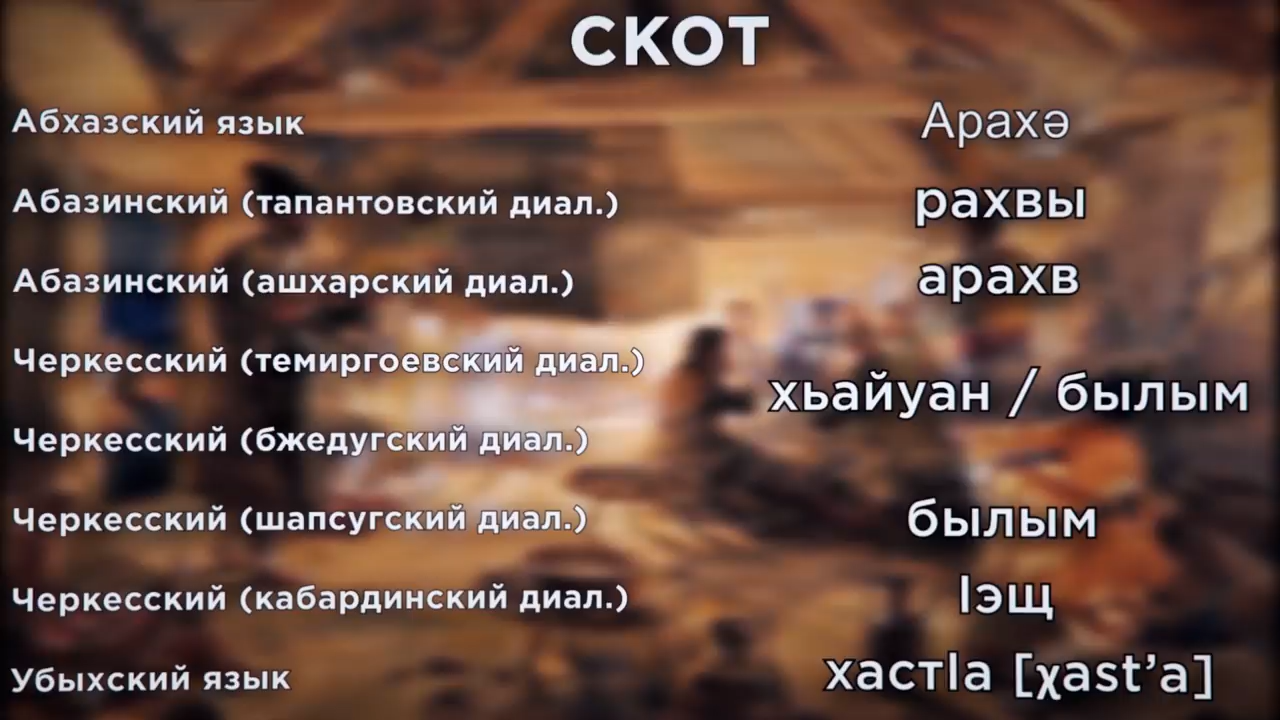 СКОТ
Абхазский язык Арахә
Абазинский (тапантовский диал.) рахвы
Абазинский (ашхарский диал.) арахв
Черкесский (темиргоевский диал.)
хьайуан / былым
Черкесский (бжедугский диал.)
Черкесский (шапсугский диал.) былым
Черкесский (кабардинский диал.) Iэщ
Убыхский язык хастIа [χast’a]